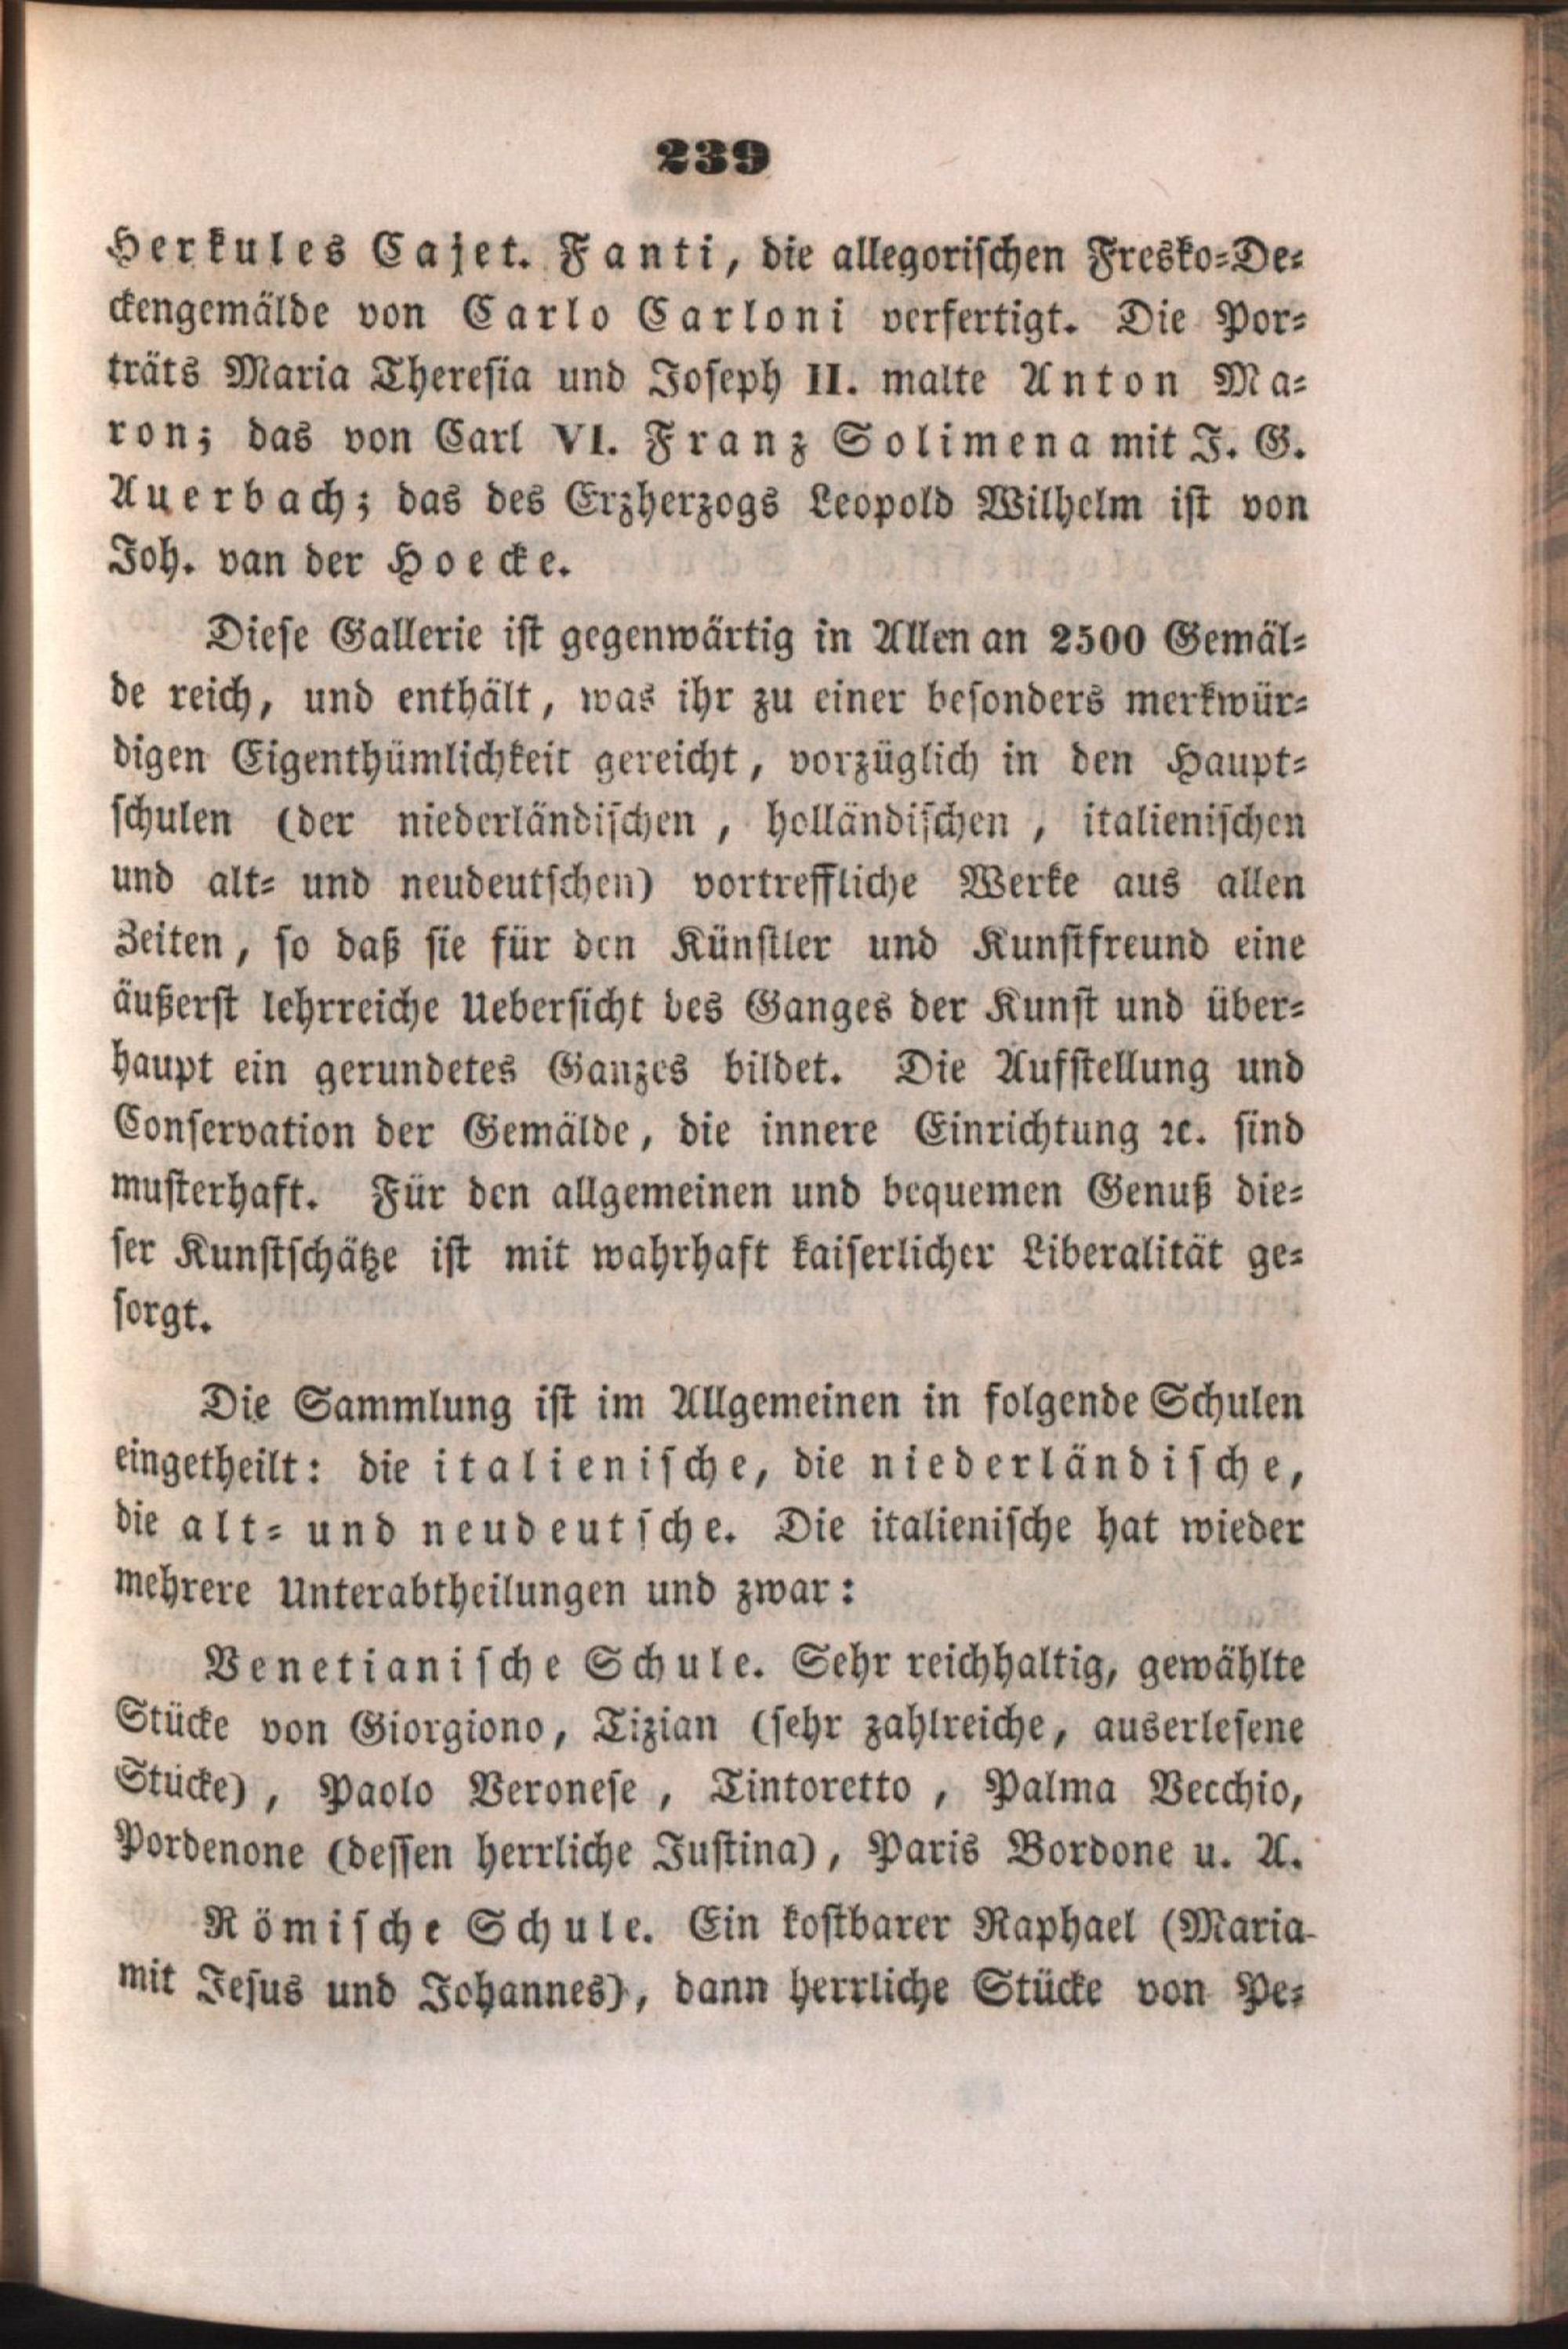 239
Herkules Cajet. Fanti, die allegorischen Fresko-De-
ckengemälde von Carlo Carloni verfertigt. Die Por-
träts Maria Theresia und Joseph II. malte Anton Ma-
ron; das von Carl VI. Franz Solimena mit J. G.
Auerbach; das des Erzherzogs Leopold Wilhelm ist von
Joh. van der Hoecke.
Diese Gallerie ist gegenwärtig in Allen an 2500 Gemäl-
de reich, und enthält, was ihr zu einer besonders merkwür-
digen Eigenthümlichkeit gereicht, vorzüglich in den Haupt-
schulen (der niederländischen, holländischen, italienischen
und alt- und neudeutschen) vortreffliche Werke aus allen
Zeiten, so daß sie für den Künstler und Kunstfreund eine
äußerst lehrreiche Uebersicht des Ganges der Kunst und über-
haupt ein gerundetes Ganzes bildet. Die Aufstellung und
Conservation der Gemälde, die innere Einrichtung ꝛc. sind
musterhaft. Für den allgemeinen und bequemen Genuß die-
ser Kunstschätze ist mit wahrhaft kaiserlicher Liberalität ge-
sorgt.
Die Sammlung ist im Allgemeinen in folgende Schulen
eingetheilt: die italienische, die niederländische,
die alt- und neudeutsche. Die italienische hat wieder
mehrere Unterabtheilungen und zwar:
Venetianische Schule. Sehr reichhaltig, gewählte
Stücke von Giorgiono, Tizian (sehr zahlreiche, auserlesene
Stücke), Paolo Veronese, Tintoretto, Palma Vecchio,
Pordenone (dessen herrliche Justina), Paris Bordone u. A.
Römische Schule. Ein kostbarer Raphael (Maria
mit Jesus und Johannes), dann herrliche Stücke von Pe-